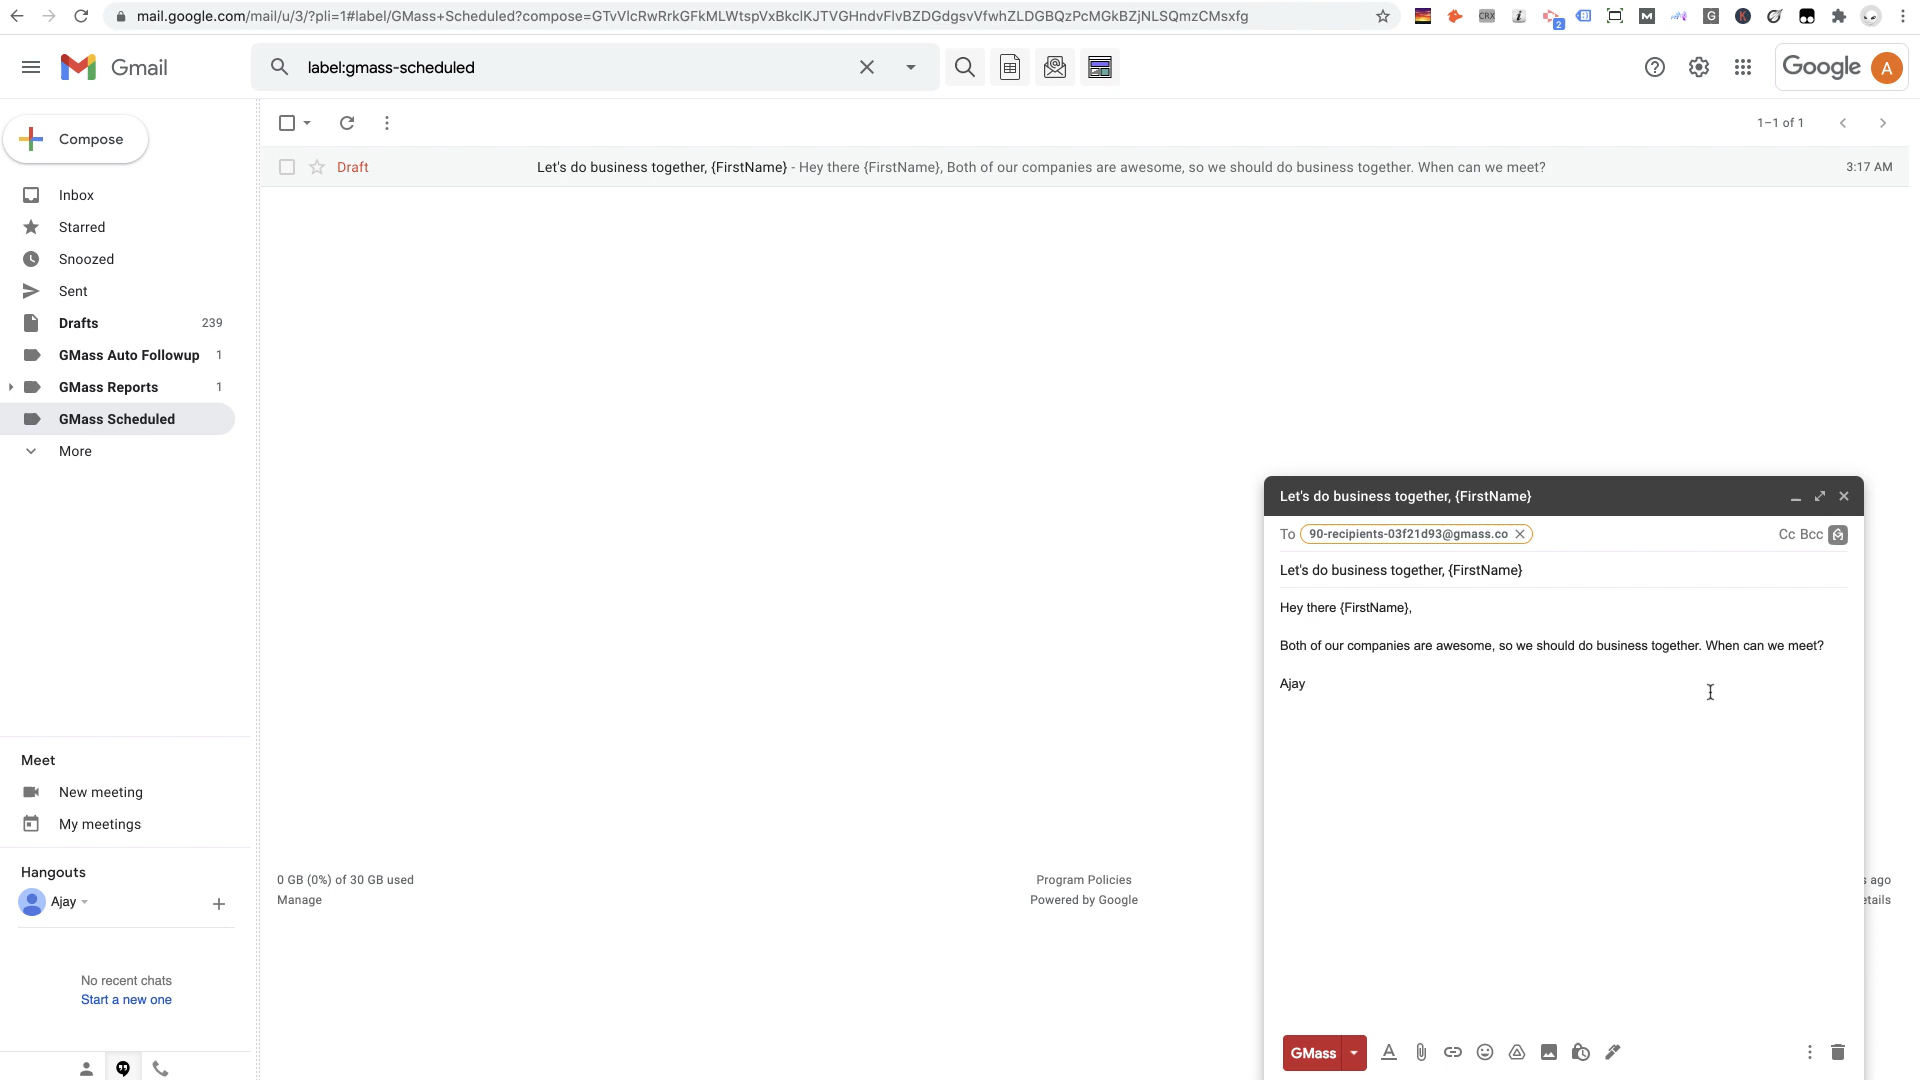 mail.google.com/mail/u/3/?pli=1#label/GMass+Scheduled?compose=GTvVlcRwRrkGFkMLWtspVxBkclKJTVGHndvFlvBZDGdgsvVfwhZLDGBQzPcMGkBZjNLSQmzCMsxfg
CRX
2
Gmail
label:gmass-scheduled
Google
A
Compose
1–1 of 1
Draft
Let's do business together, {FirstName} - Hey there {FirstName}, Both of our companies are awesome, so we should do business together. When can we meet?
3:17 AM
Inbox
Starred
Snoozed
Sent
Drafts 239
GMass Auto Followup 1
GMass Reports 1
GMass Scheduled
More
Let's do business together, {FirstName}
To 90-recipients-03f21d93@gmass.co
Cc Bcc
Let's do business together, {FirstName}
Hey there {FirstName},
Both of our companies are awesome, so we should do business together. When can we meet?
Ajay
Meet
New meeting
My meetings
Hangouts
Ajay
No recent chats
Start a new one
0 GB (0%) of 30 GB used
Manage
Program Policies
Powered by Google
ago
etails
GMass